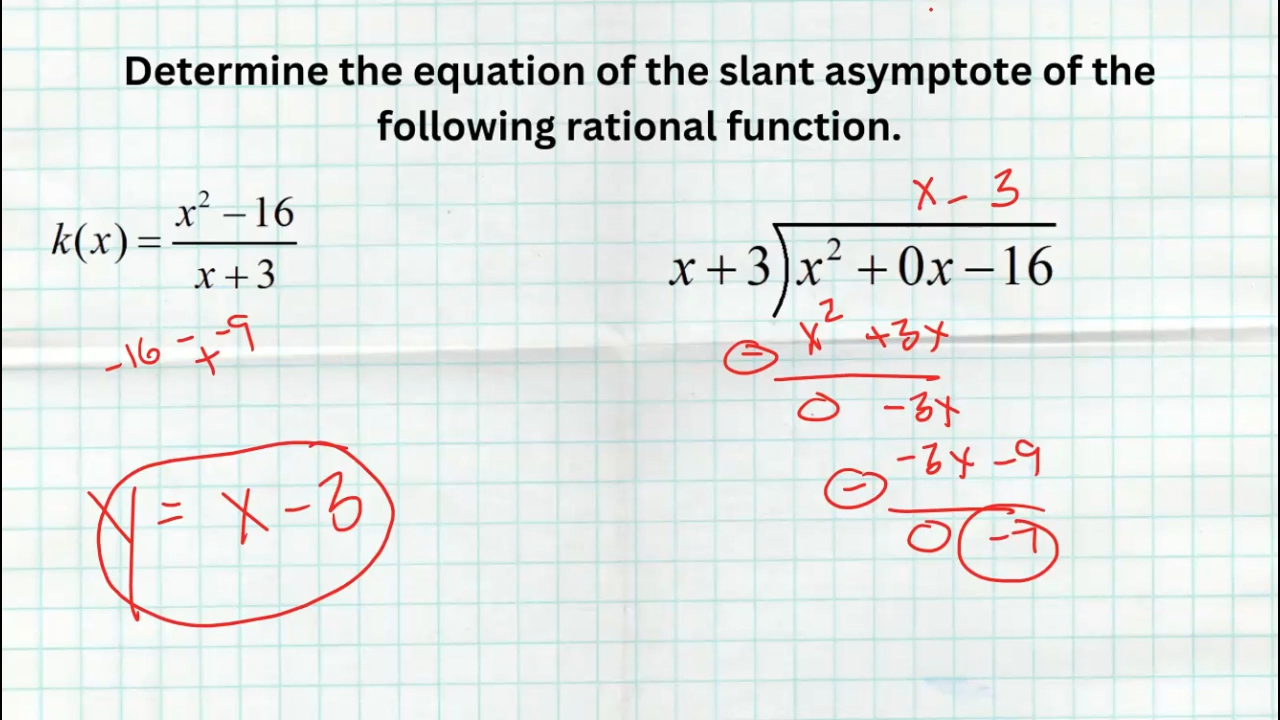 Determine the equation of the slant asymptote of the
following rational function.
k(x) = (x² − 16)/(x + 3)
x − 3
x + 3)x² + 0x − 16
x² + 3x
−
0 −3x
−3x −9
−
0 −7
−16 −+ −9
y = x − 3